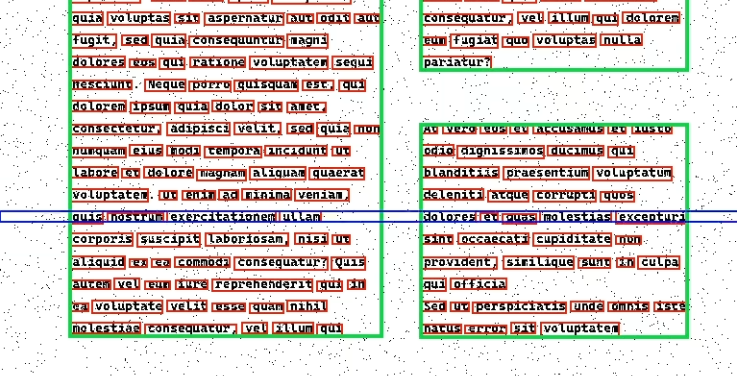 quia voluptas sit aspernatur aut odit aut
fugit, sed quia consequuntur magni
dolores eos qui ratione voluptatem sequi
nesciunt. Neque porro quisquam est, qui
dolorem ipsum quia dolor sit amet,
consectetur, adipisci velit, sed quia non
numquam eius modi tempora incidunt ut
labore et dolore magnam aliquam quaerat
voluptatem. Ut enim ad minima veniam,
quis nostrum exercitationem ullam
corporis suscipit laboriosam, nisi ut
aliquid ex ea commodi consequatur? Quis
autem vel eum iure reprehenderit qui in
ea voluptate velit esse quam nihil
molestiae consequatur, vel illum qui
consequatur, vel illum qui dolorem
eum fugiat quo voluptas nulla
pariatur?
At vero eos et accusamus et iusto
odio dignissimos ducimus qui
blanditiis praesentium voluptatum
deleniti atque corrupti quos
dolores et quas molestias excepturi
sint occaecati cupiditate non
provident, similique sunt in culpa
qui officia
Sed ut perspiciatis unde omnis iste
natus error sit voluptatem